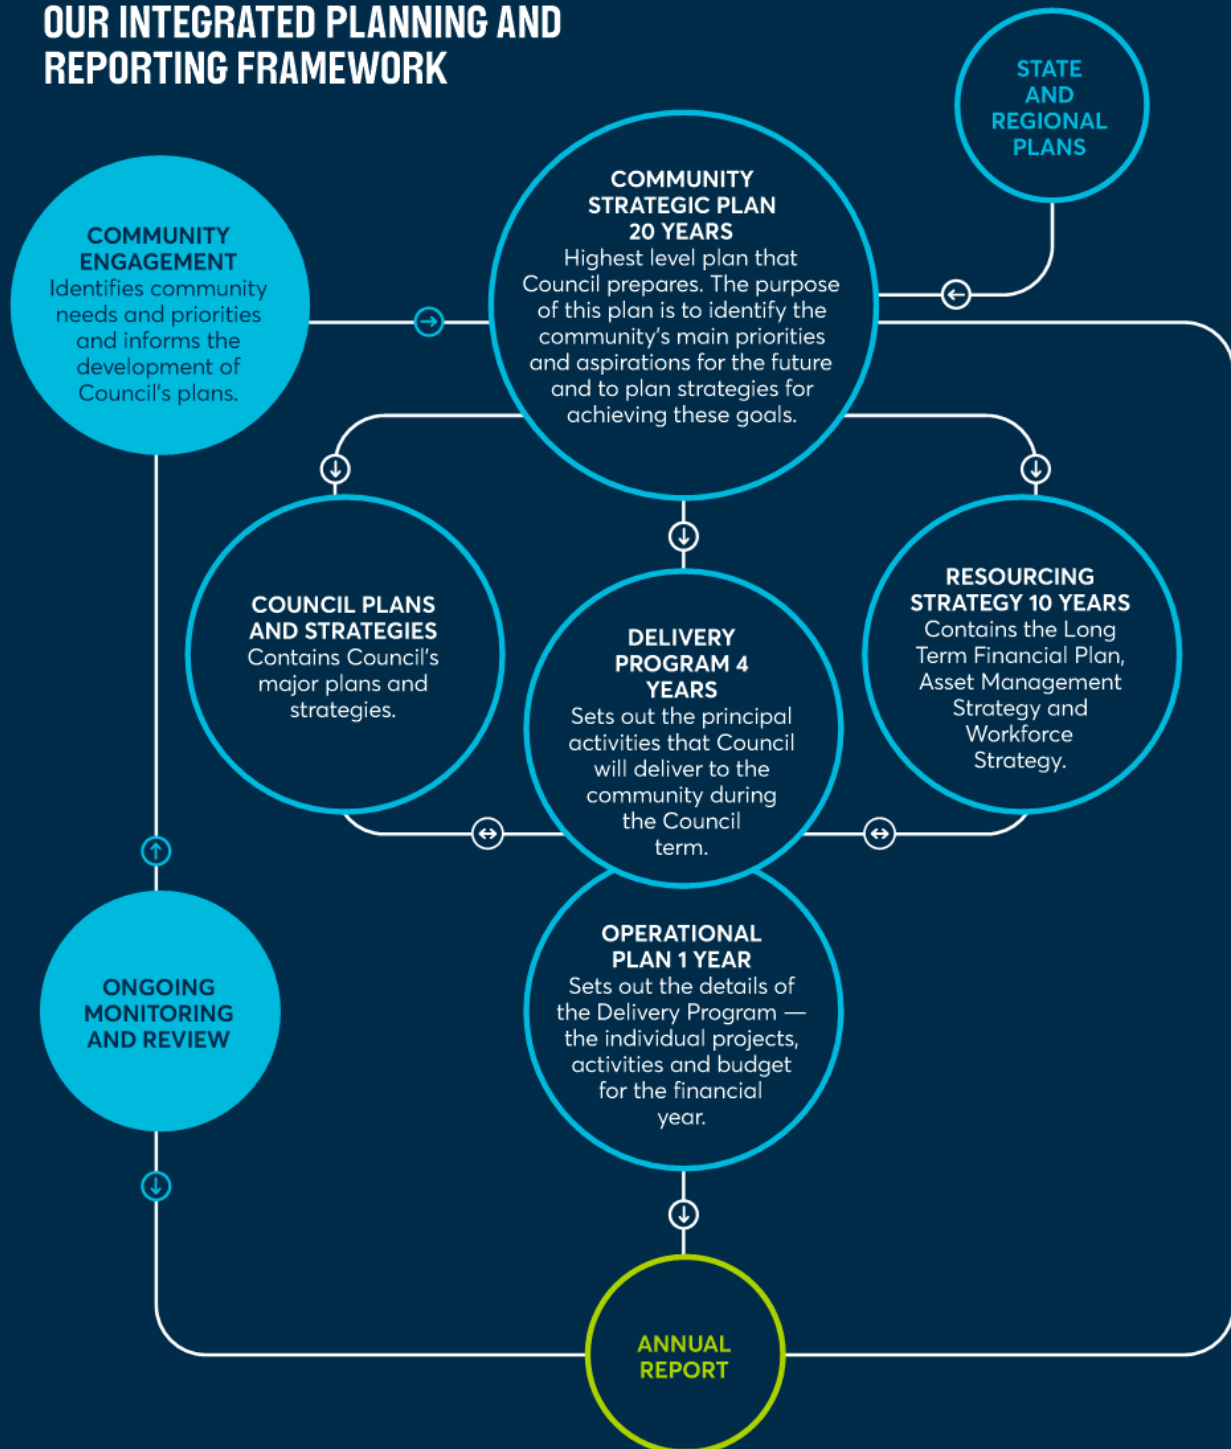 OUR INTEGRATED PLANNING AND
REPORTING FRAMEWORK
STATE
AND
REGIONAL
PLANS
COMMUNITY
STRATEGIC PLAN
20 YEARS
Highest level plan that
Council prepares. The purpose
of this plan is to identify the
community's main priorities
and aspirations for the future
and to plan strategies for
achieving these goals.
COMMUNITY
ENGAGEMENT
Identifies community
needs and priorities
and informs the
development of
Council's plans.
COUNCIL PLANS
AND STRATEGIES
Contains Council's
major plans and
strategies.
DELIVERY
PROGRAM 4
YEARS
Sets out the principal
activities that Council
will deliver to the
community during
the Council
term.
RESOURCING
STRATEGY 10 YEARS
Contains the Long
Term Financial Plan,
Asset Management
Strategy and
Workforce
Strategy.
OPERATIONAL
PLAN 1 YEAR
Sets out the details of
the Delivery Program —
the individual projects,
activities and budget
for the financial
year.
ONGOING
MONITORING
AND REVIEW
ANNUAL
REPORT